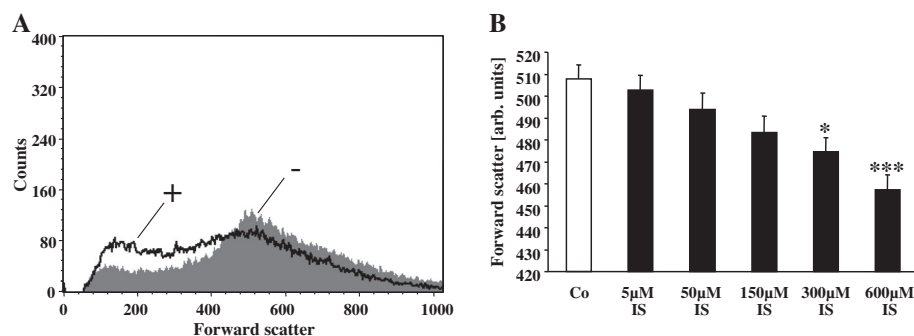 A
400
320
240
160
80
0
Counts
+
-
0 200 400 600 800 1000
Forward scatter
B
Forward scatter [arb. units]
520
510
500
490
480
470
460
450
440
430
420
*
***
Co 5µM 50µM 150µM 300µM 600µM
IS IS IS IS IS